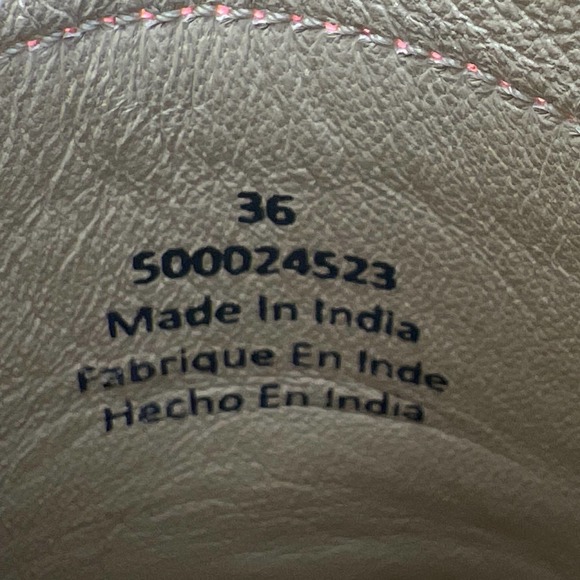 36
500024523
Made In India
Fabrique En Inde
Hecho En India